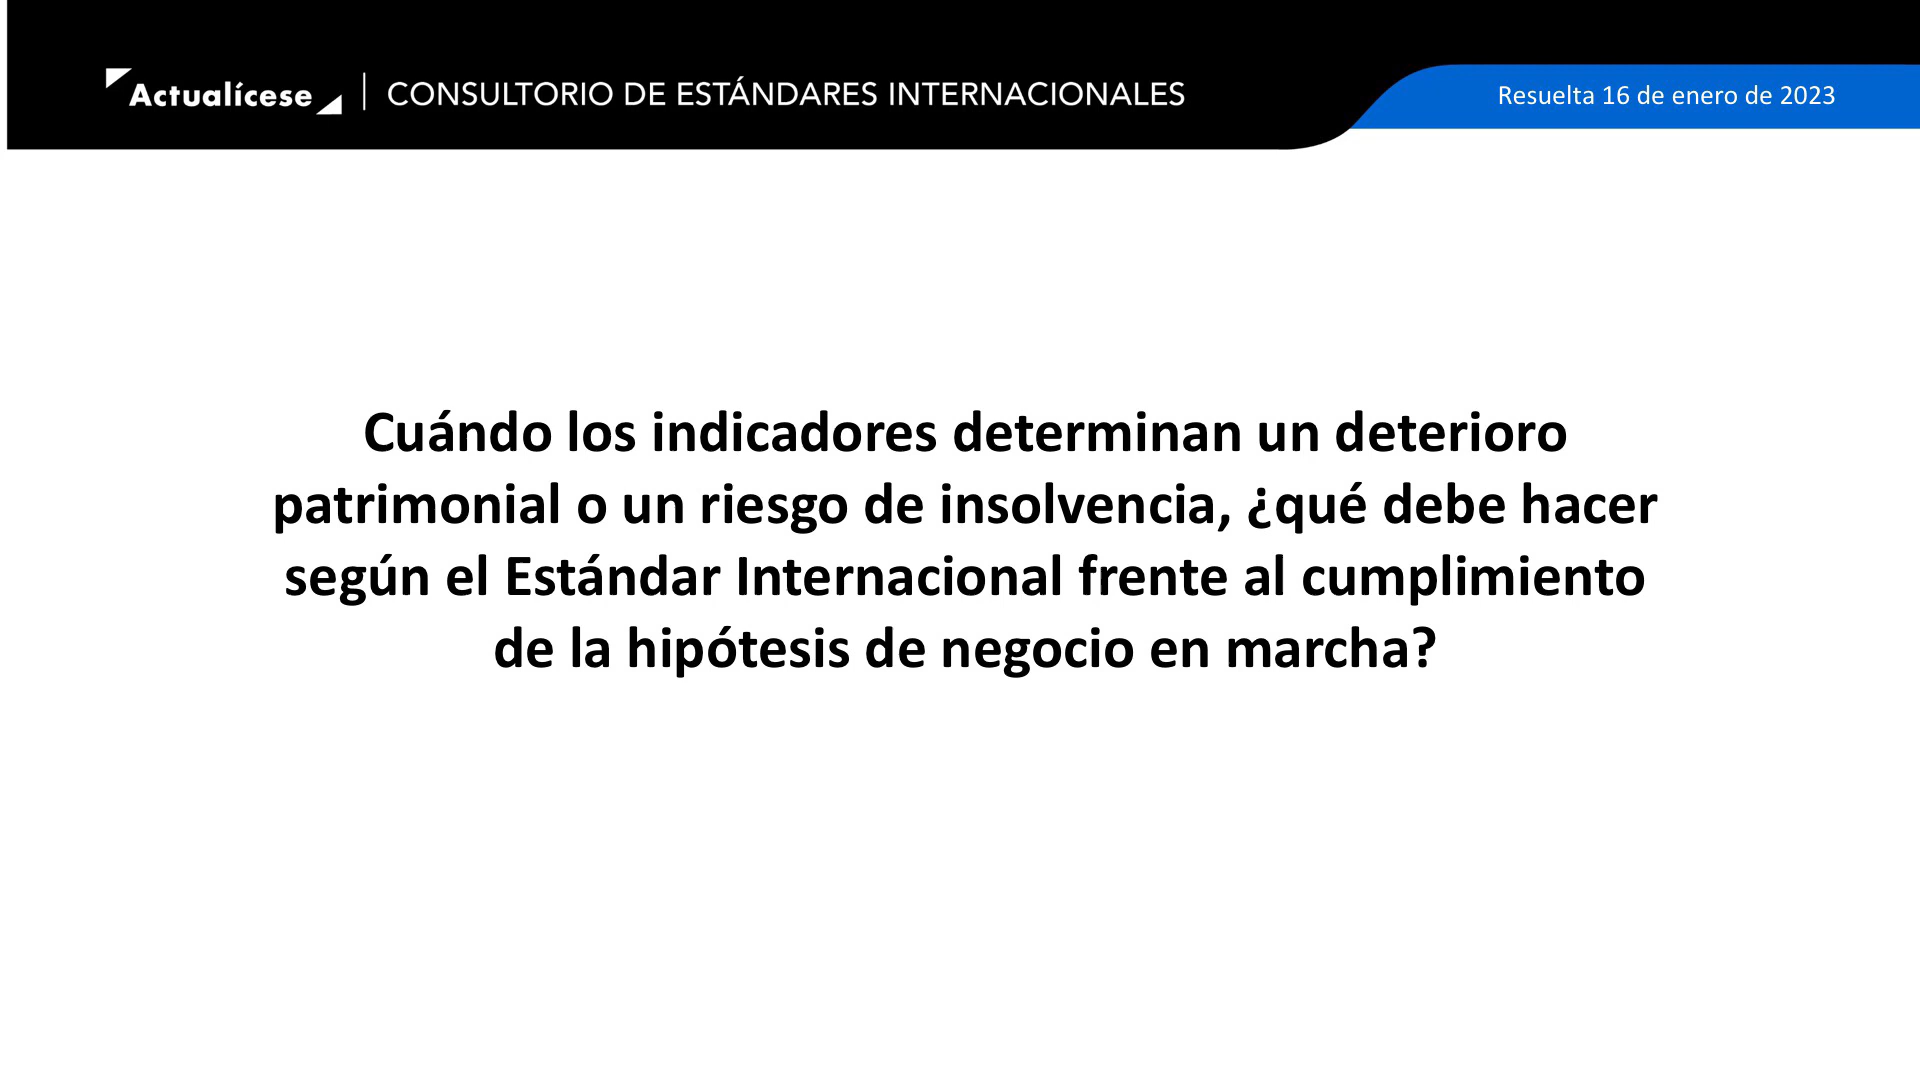 Actualícese | CONSULTORIO DE ESTÁNDARES INTERNACIONALES
Resuelta 16 de enero de 2023
Cuándo los indicadores determinan un deterioro
patrimonial o un riesgo de insolvencia, ¿qué debe hacer
según el Estándar Internacional frente al cumplimiento
de la hipótesis de negocio en marcha?